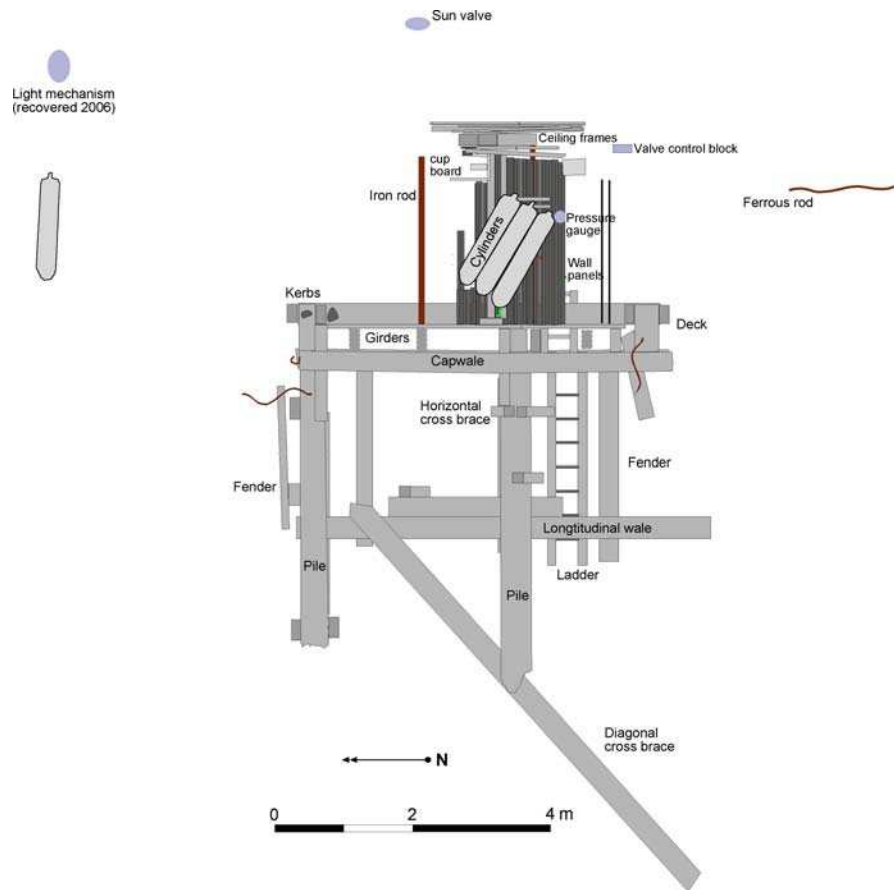 Sun valve
Light mechanism
(recovered 2006)
Ceiling frames
Valve control block
cup
board
Iron rod
Ferrous rod
Pressure
gauge
Cylinders
Wall
panels
Kerbs
Deck
Girders
Capwale
Horizontal
cross brace
Fender
Fender
Longtitudinal wale
Pile
Ladder
Pile
Diagonal
cross brace
N
0 2 4 m